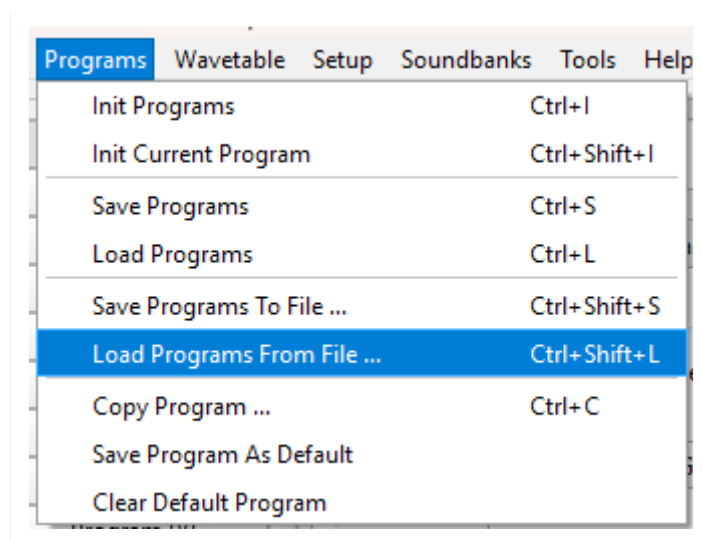 Programs Wavetable Setup Soundbanks Tools Help
Init Programs Ctrl+I
Init Current Program Ctrl+Shift+I
Save Programs Ctrl+S
Load Programs Ctrl+L
Save Programs To File ... Ctrl+Shift+S
Load Programs From File ... Ctrl+Shift+L
Copy Program ... Ctrl+C
Save Program As Default
Clear Default Program